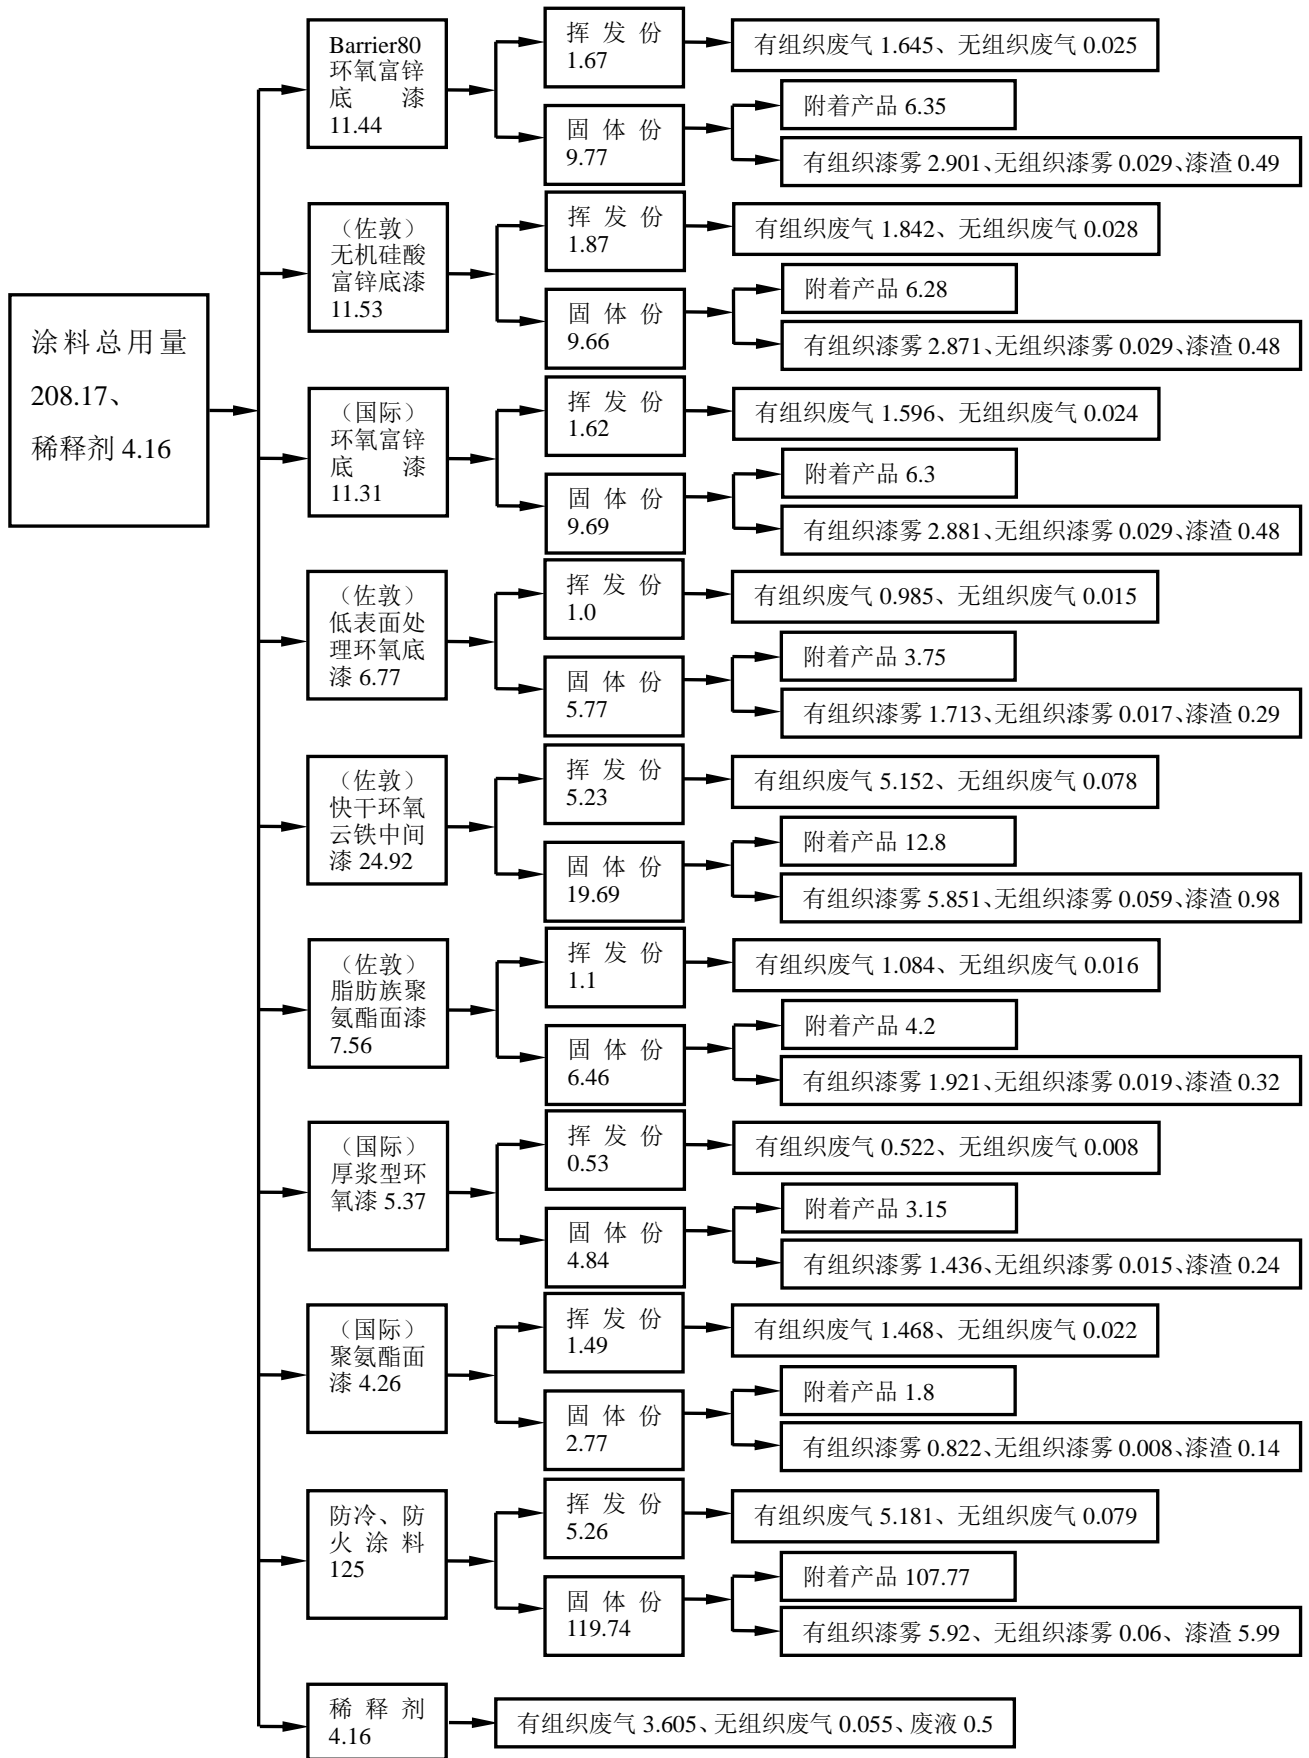 涂料总用量
208.17、
稀释剂 4.16
Barrier80
环氧富锌
底漆
11.44
挥发份
1.67
有组织废气 1.645、无组织废气 0.025
固体份
9.77
附着产品 6.35
有组织漆雾 2.901、无组织漆雾 0.029、漆渣 0.49
（佐敦）
无机硅酸
富锌底漆
11.53
挥发份
1.87
有组织废气 1.842、无组织废气 0.028
固体份
9.66
附着产品 6.28
有组织漆雾 2.871、无组织漆雾 0.029、漆渣 0.48
（国际）
环氧富锌
底漆
11.31
挥发份
1.62
有组织废气 1.596、无组织废气 0.024
固体份
9.69
附着产品 6.3
有组织漆雾 2.881、无组织漆雾 0.029、漆渣 0.48
（佐敦）
低表面处
理环氧底
漆 6.77
挥发份
1.0
有组织废气 0.985、无组织废气 0.015
固体份
5.77
附着产品 3.75
有组织漆雾 1.713、无组织漆雾 0.017、漆渣 0.29
（佐敦）
快干环氧
云铁中间
漆 24.92
挥发份
5.23
有组织废气 5.152、无组织废气 0.078
固体份
19.69
附着产品 12.8
有组织漆雾 5.851、无组织漆雾 0.059、漆渣 0.98
（佐敦）
脂肪族聚
氨酯面漆
7.56
挥发份
1.1
有组织废气 1.084、无组织废气 0.016
固体份
6.46
附着产品 4.2
有组织漆雾 1.921、无组织漆雾 0.019、漆渣 0.32
（国际）
厚浆型环
氧漆 5.37
挥发份
0.53
有组织废气 0.522、无组织废气 0.008
固体份
4.84
附着产品 3.15
有组织漆雾 1.436、无组织漆雾 0.015、漆渣 0.24
（国际）
聚氨酯面
漆 4.26
挥发份
1.49
有组织废气 1.468、无组织废气 0.022
固体份
2.77
附着产品 1.8
有组织漆雾 0.822、无组织漆雾 0.008、漆渣 0.14
防冷、防
火涂料
125
挥发份
5.26
有组织废气 5.181、无组织废气 0.079
固体份
119.74
附着产品 107.77
有组织漆雾 5.92、无组织漆雾 0.06、漆渣 5.99
稀释剂
4.16
有组织废气 3.605、无组织废气 0.055、废液 0.5